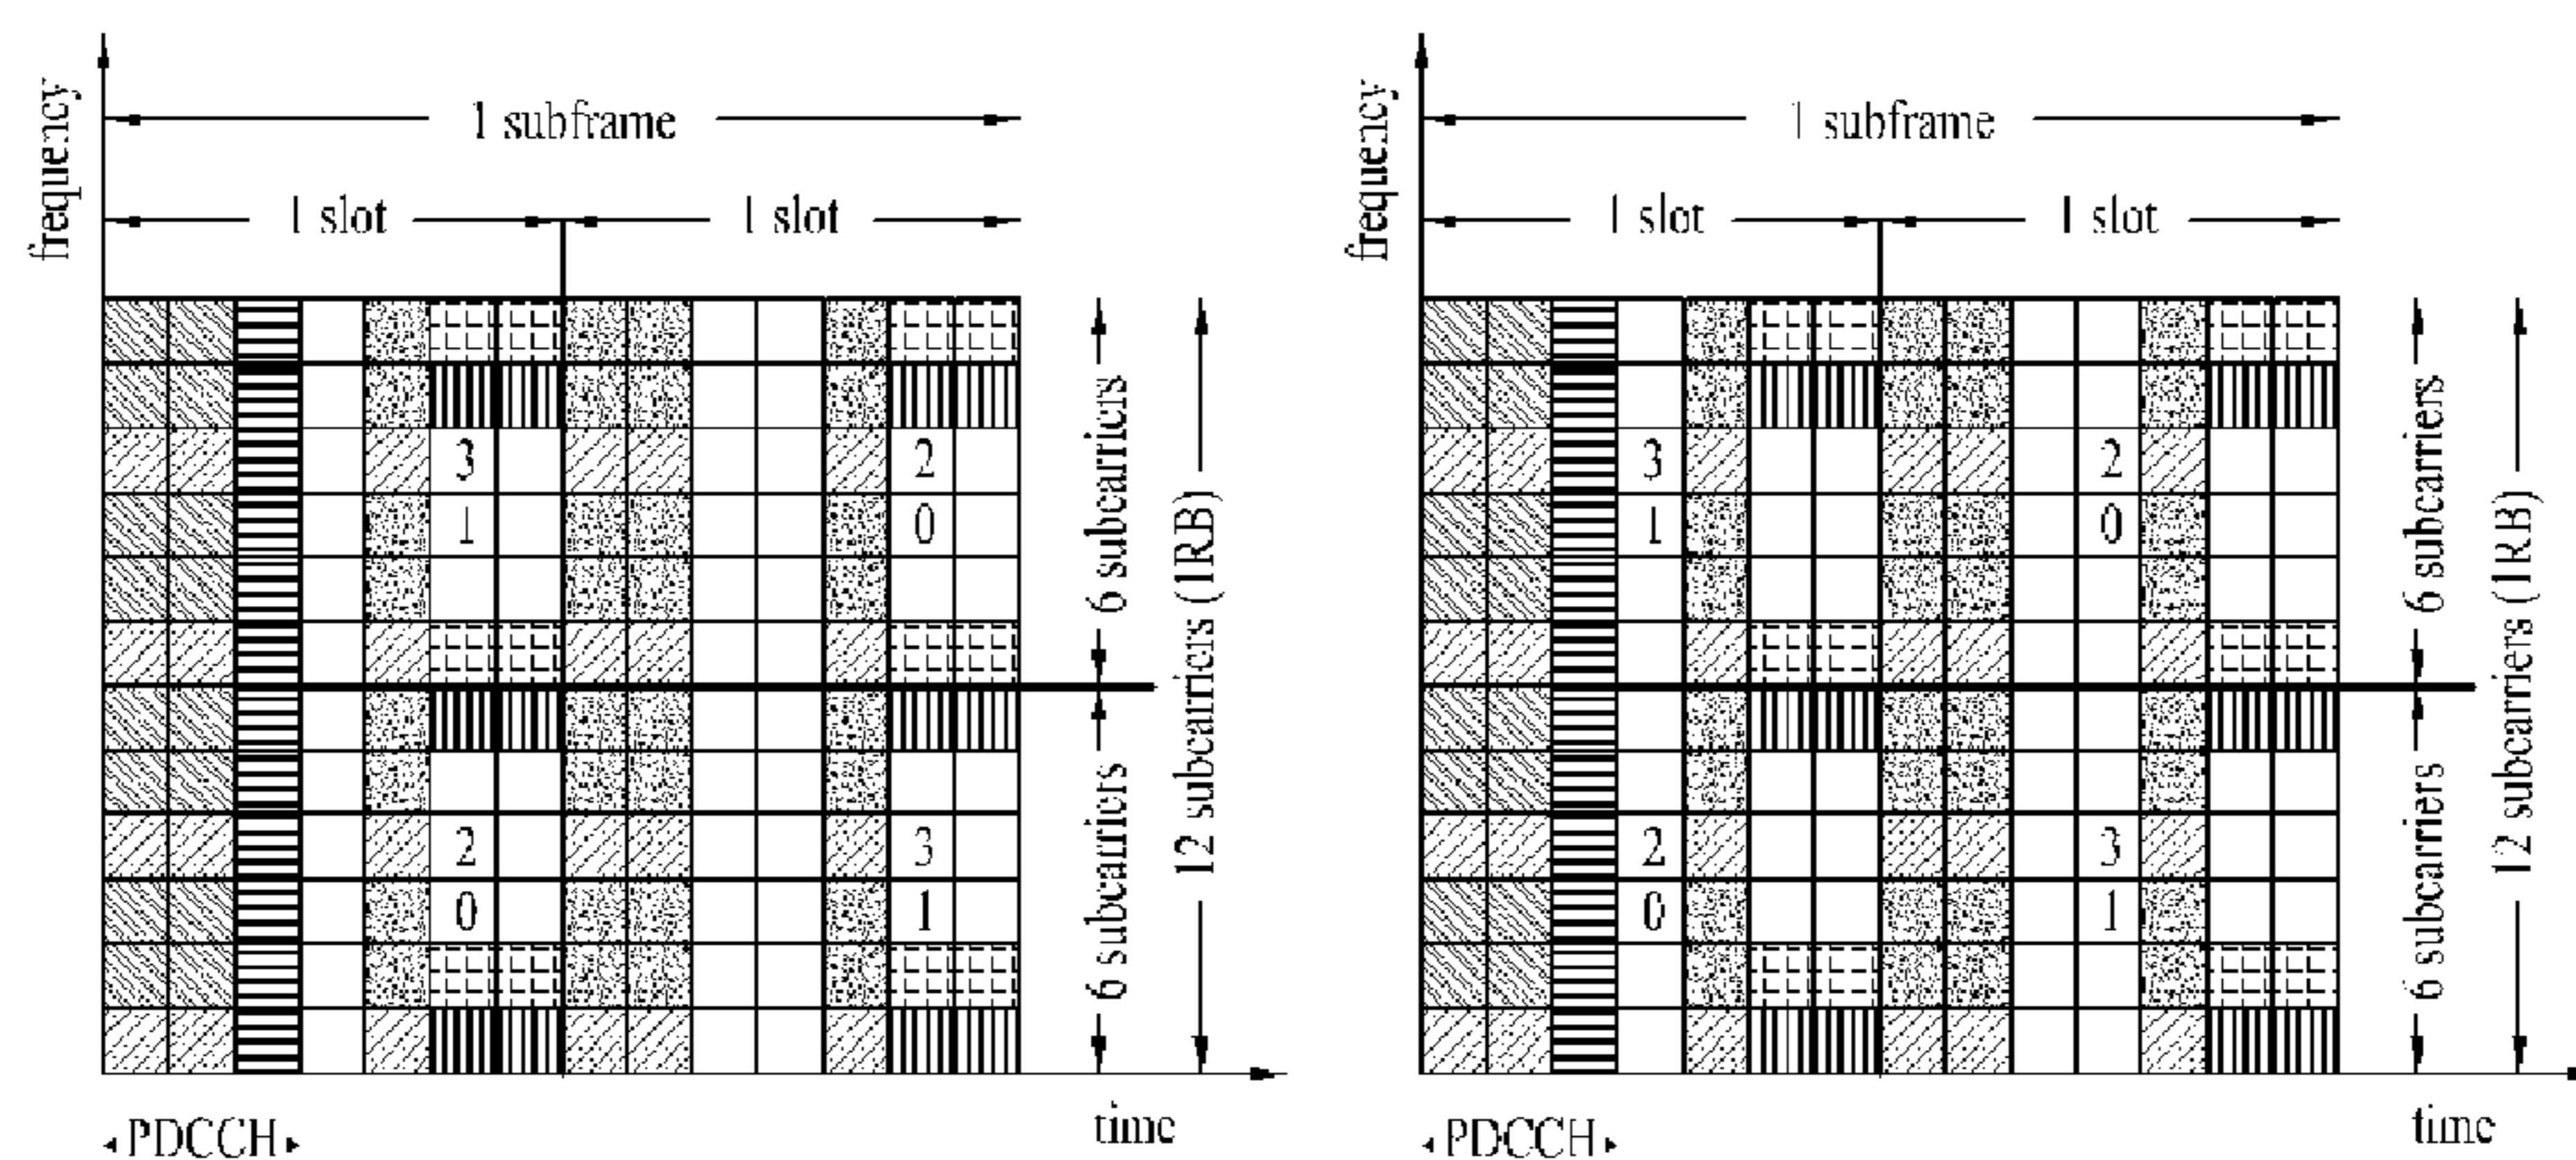 frequency
1 subframe
1 slot 1 slot
3 2
1 0
2 3
0 1
6 subcarriers
6 subcarriers
12 subcarriers (1RB)
PDCCH
time
frequency
1 subframe
1 slot 1 slot
3 2
1 0
2 3
0 1
6 subcarriers
6 subcarriers
12 subcarriers (1RB)
PDCCH
time